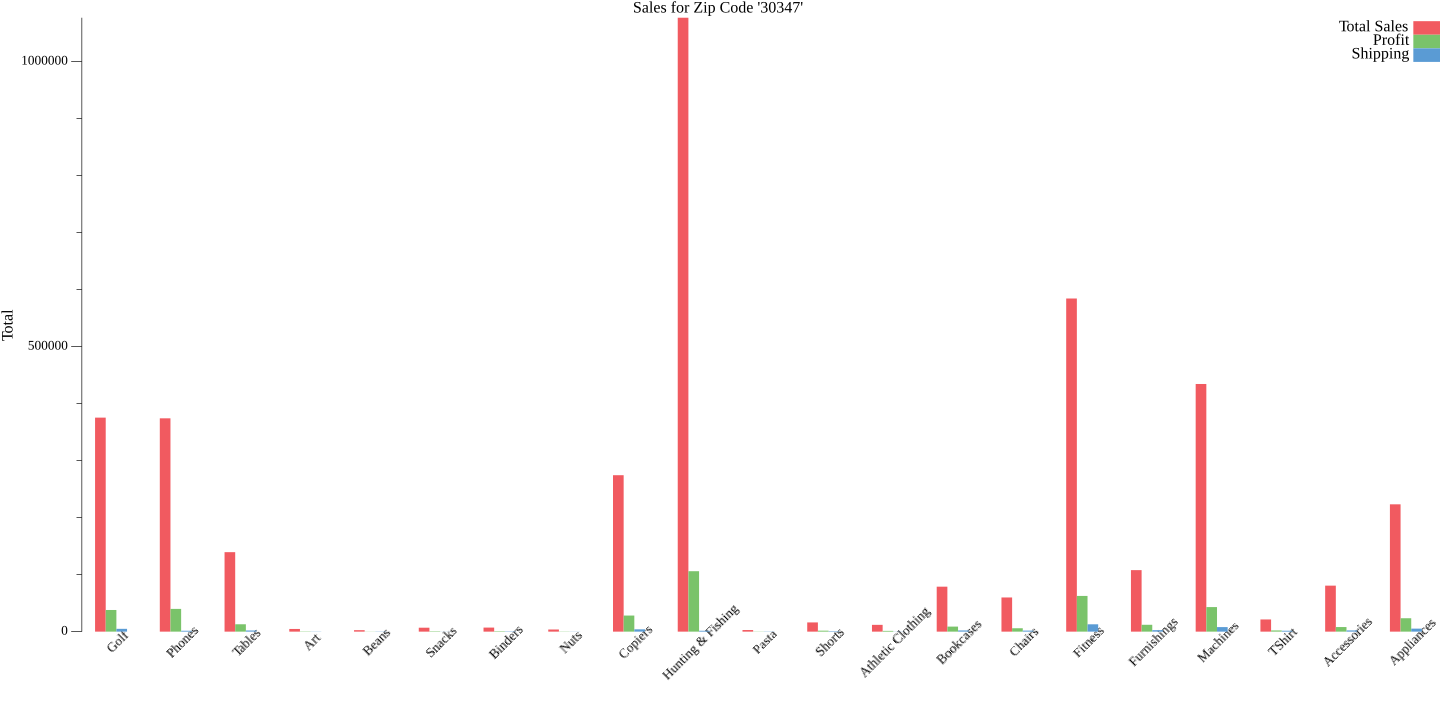 Sales for Zip Code '30347'
Total Sales
Profit
Shipping
1000000
500000
0
Total
Golf
Phones
Tables
Art
Beans
Snacks
Binders
Nuts
Copiers
Hunting & Fishing
Pasta
Shorts
Athletic Clothing
Bookcases
Chairs
Fitness
Furnishings
Machines
TShirt
Accessories
Appliances